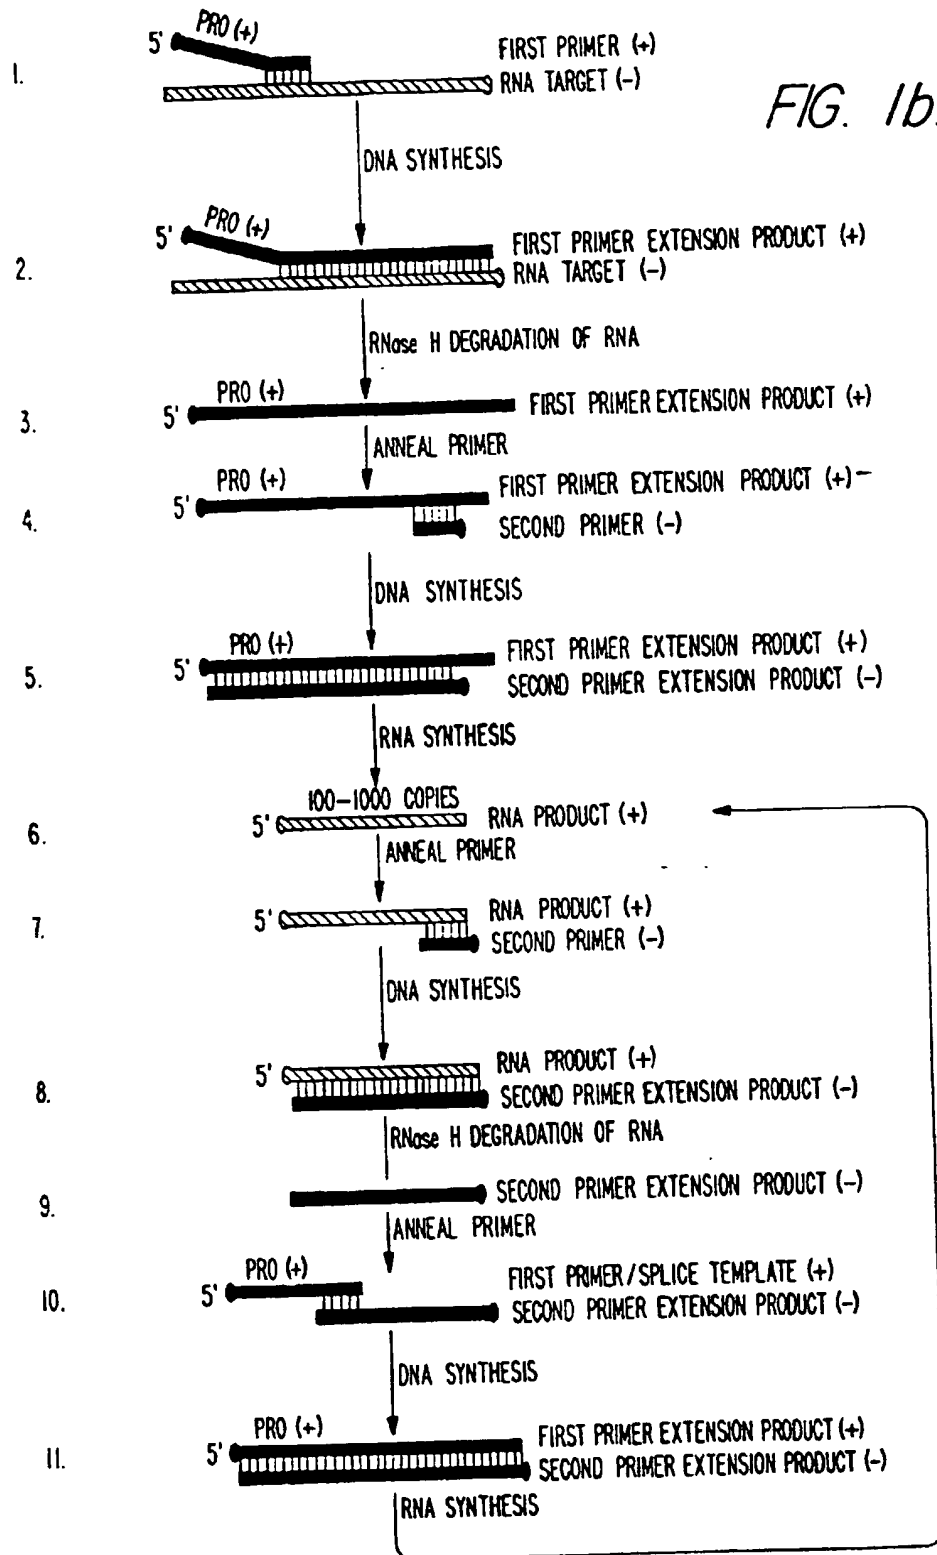 FIG. 1b.
1.
5' PRO (+)
FIRST PRIMER (+)
RNA TARGET (-)
DNA SYNTHESIS
2.
5' PRO (+)
FIRST PRIMER EXTENSION PRODUCT (+)
RNA TARGET (-)
RNase H DEGRADATION OF RNA
3.
5' PRO (+)
FIRST PRIMER EXTENSION PRODUCT (+)
ANNEAL PRIMER
4.
5' PRO (+)
FIRST PRIMER EXTENSION PRODUCT (+)-
SECOND PRIMER (-)
DNA SYNTHESIS
5.
5' PRO (+)
FIRST PRIMER EXTENSION PRODUCT (+)
SECOND PRIMER EXTENSION PRODUCT (-)
RNA SYNTHESIS
100-1000 COPIES
6.
5' RNA PRODUCT (+)
ANNEAL PRIMER
7.
5' RNA PRODUCT (+)
SECOND PRIMER (-)
DNA SYNTHESIS
8.
5' RNA PRODUCT (+)
SECOND PRIMER EXTENSION PRODUCT (-)
RNase H DEGRADATION OF RNA
9.
SECOND PRIMER EXTENSION PRODUCT (-)
ANNEAL PRIMER
10.
5' PRO (+)
FIRST PRIMER/SPLICE TEMPLATE (+)
SECOND PRIMER EXTENSION PRODUCT (-)
DNA SYNTHESIS
11.
5' PRO (+)
FIRST PRIMER EXTENSION PRODUCT (+)
SECOND PRIMER EXTENSION PRODUCT (-)
RNA SYNTHESIS